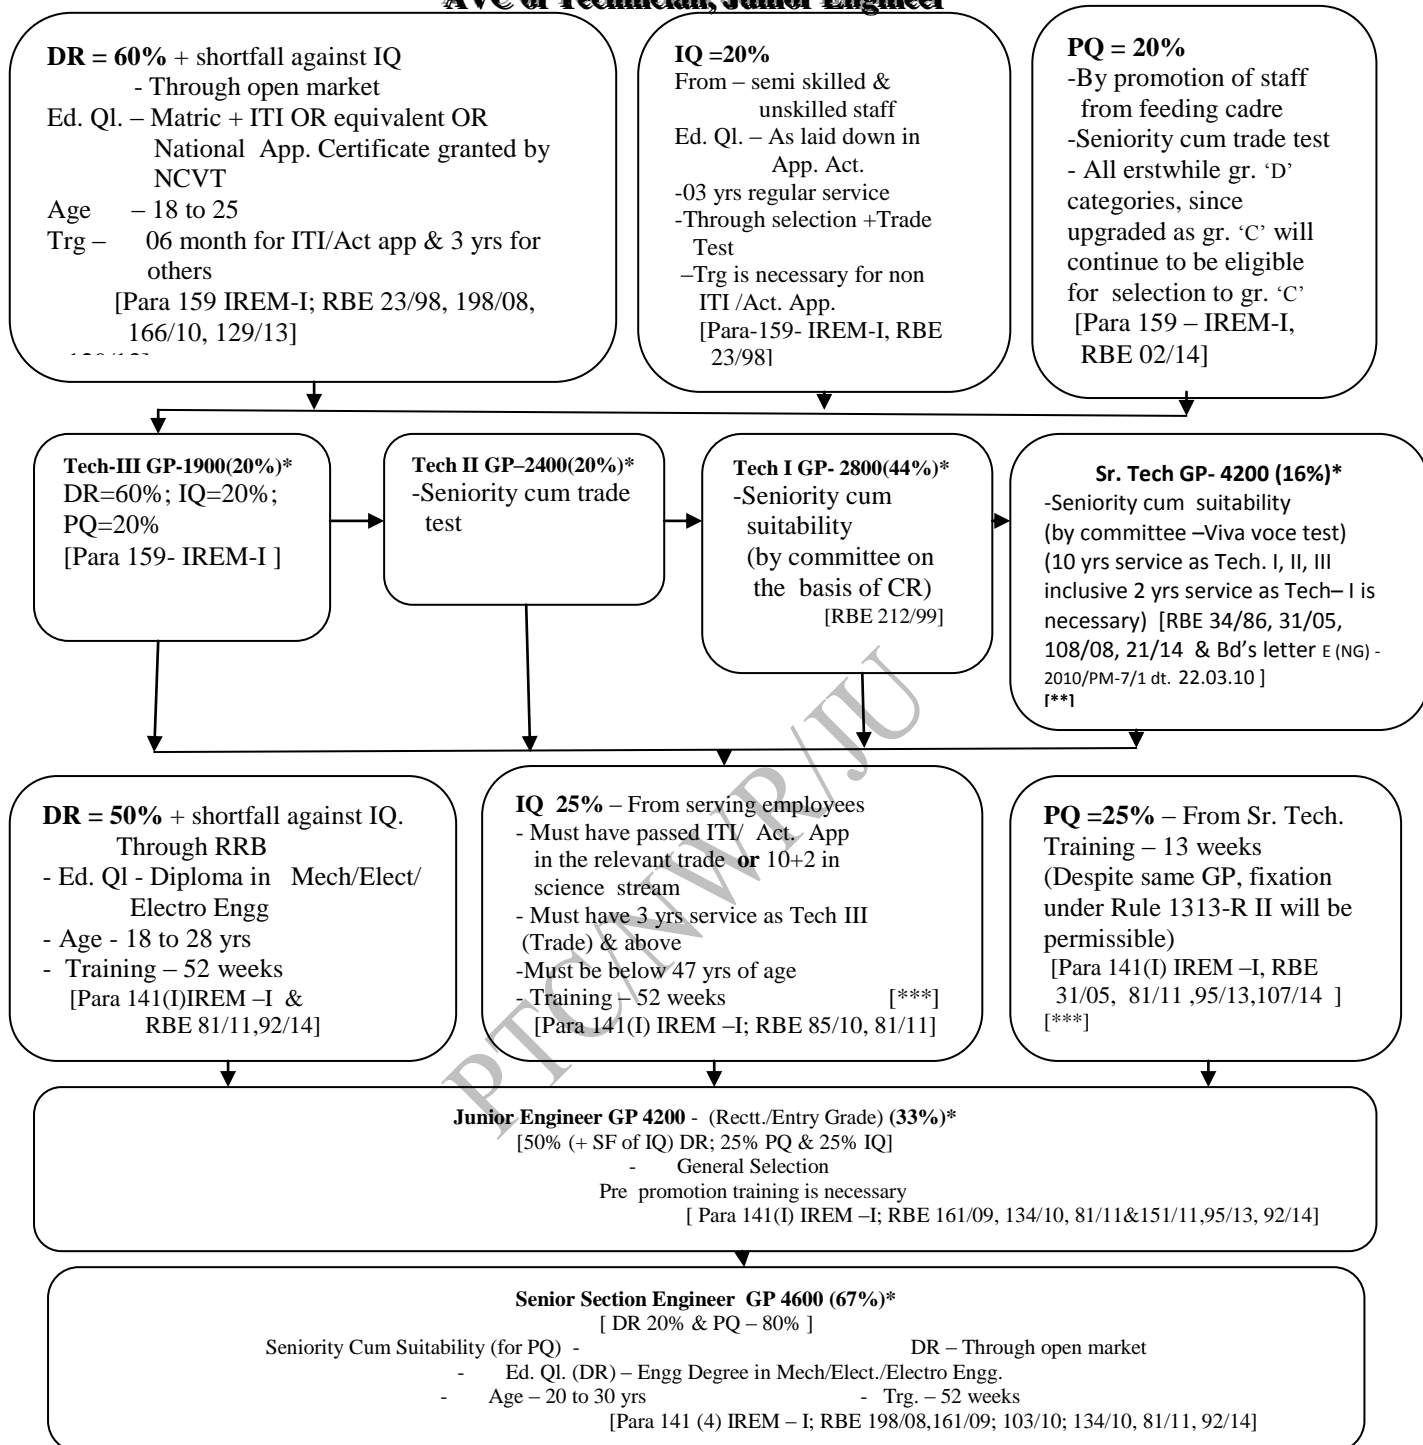 AVC of Technician, Junior Engineer
DR = 60% + shortfall against IQ
- Through open market
Ed. Ql. – Matric + ITI OR equivalent OR
National App. Certificate granted by
NCVT
Age – 18 to 25
Trg – 06 month for ITI/Act app & 3 yrs for
others
[Para 159 IREM-I; RBE 23/98, 198/08,
166/10, 129/13]
IQ =20%
From – semi skilled &
unskilled staff
Ed. Ql. – As laid down in
App. Act.
-03 yrs regular service
-Through selection +Trade
Test
–Trg is necessary for non
ITI /Act. App.
[Para-159- IREM-I, RBE
23/98]
PQ = 20%
-By promotion of staff
from feeding cadre
-Seniority cum trade test
- All erstwhile gr. ‘D’
categories, since
upgraded as gr. ‘C’ will
continue to be eligible
for selection to gr. ‘C’
[Para 159 – IREM-I,
RBE 02/14]
Tech-III GP-1900(20%)*
DR=60%; IQ=20%;
PQ=20%
[Para 159- IREM-I ]
Tech II GP–2400(20%)*
-Seniority cum trade
test
Tech I GP- 2800(44%)*
-Seniority cum
suitability
(by committee on
the basis of CR)
[RBE 212/99]
Sr. Tech GP- 4200 (16%)*
-Seniority cum suitability
(by committee –Viva voce test)
(10 yrs service as Tech. I, II, III
inclusive 2 yrs service as Tech– I is
necessary) [RBE 34/86, 31/05,
108/08, 21/14 & Bd’s letter E (NG) -
2010/PM-7/1 dt. 22.03.10 ]
[**]
DR = 50% + shortfall against IQ.
Through RRB
- Ed. Ql - Diploma in Mech/Elect/
Electro Engg
- Age - 18 to 28 yrs
- Training – 52 weeks
[Para 141(I)IREM –I &
RBE 81/11,92/14]
IQ 25% – From serving employees
- Must have passed ITI/ Act. App
in the relevant trade or 10+2 in
science stream
- Must have 3 yrs service as Tech III
(Trade) & above
-Must be below 47 yrs of age
- Training – 52 weeks [***]
[Para 141(I) IREM –I; RBE 85/10, 81/11]
PQ =25% – From Sr. Tech.
Training – 13 weeks
(Despite same GP, fixation
under Rule 1313-R II will be
permissible)
[Para 141(I) IREM –I, RBE
31/05, 81/11 ,95/13,107/14 ]
[***]
PTC/NWR/JU
Junior Engineer GP 4200 - (Rectt./Entry Grade) (33%)*
[50% (+ SF of IQ) DR; 25% PQ & 25% IQ]
- General Selection
Pre promotion training is necessary
[ Para 141(I) IREM –I; RBE 161/09, 134/10, 81/11&151/11,95/13, 92/14]
Senior Section Engineer GP 4600 (67%)*
[ DR 20% & PQ – 80% ]
Seniority Cum Suitability (for PQ) - DR – Through open market
- Ed. Ql. (DR) – Engg Degree in Mech/Elect./Electro Engg.
- Age – 20 to 30 yrs - Trg. – 52 weeks
[Para 141 (4) IREM – I; RBE 198/08,161/09; 103/10; 134/10, 81/11, 92/14]